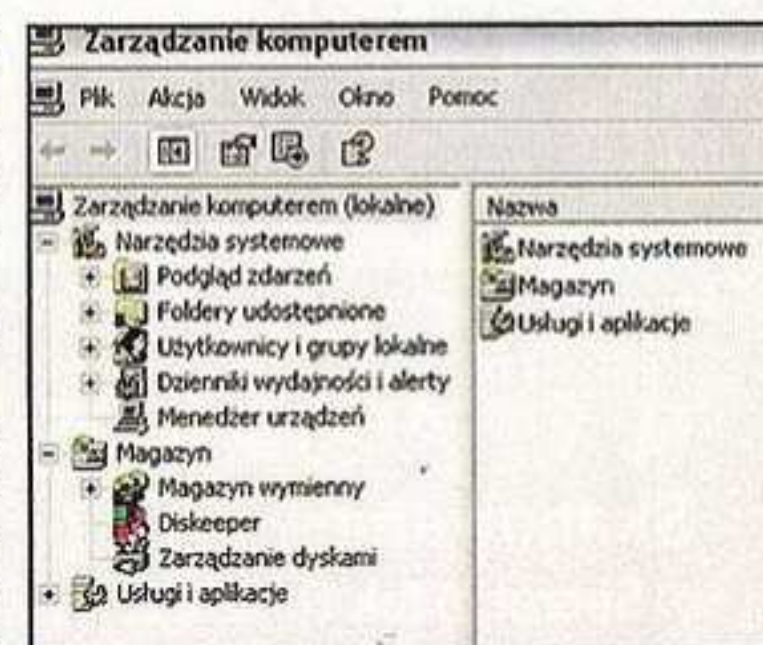 Zarządzanie komputerem
Plik Akcja Widok Okno Pomoc
Zarządzanie komputerem (lokalne)
Narzędzia systemowe
Podgląd zdarzeń
Foldery udostępnione
Użytkownicy i grupy lokalne
Dzienniki wydajności i alerty
Menedżer urządzeń
Magazyn
Magazyn wymienny
Diskeeper
Zarządzanie dyskami
Usługi i aplikacje
Nazwa
Narzędzia systemowe
Magazyn
Usługi i aplikacje